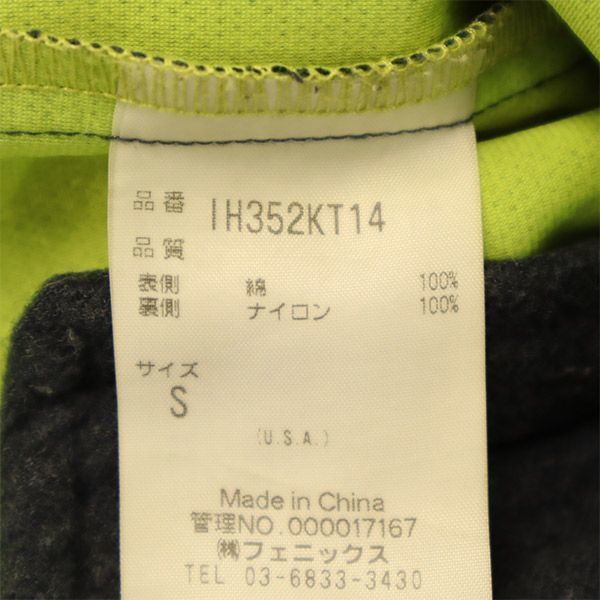 品番 IH352KT14
品質
表側 綿 100%
裏側 ナイロン 100%
サイズ
S
(U.S.A.)
Made in China
管理NO.000017167
㈱フェニックス
TEL 03-6833-3430